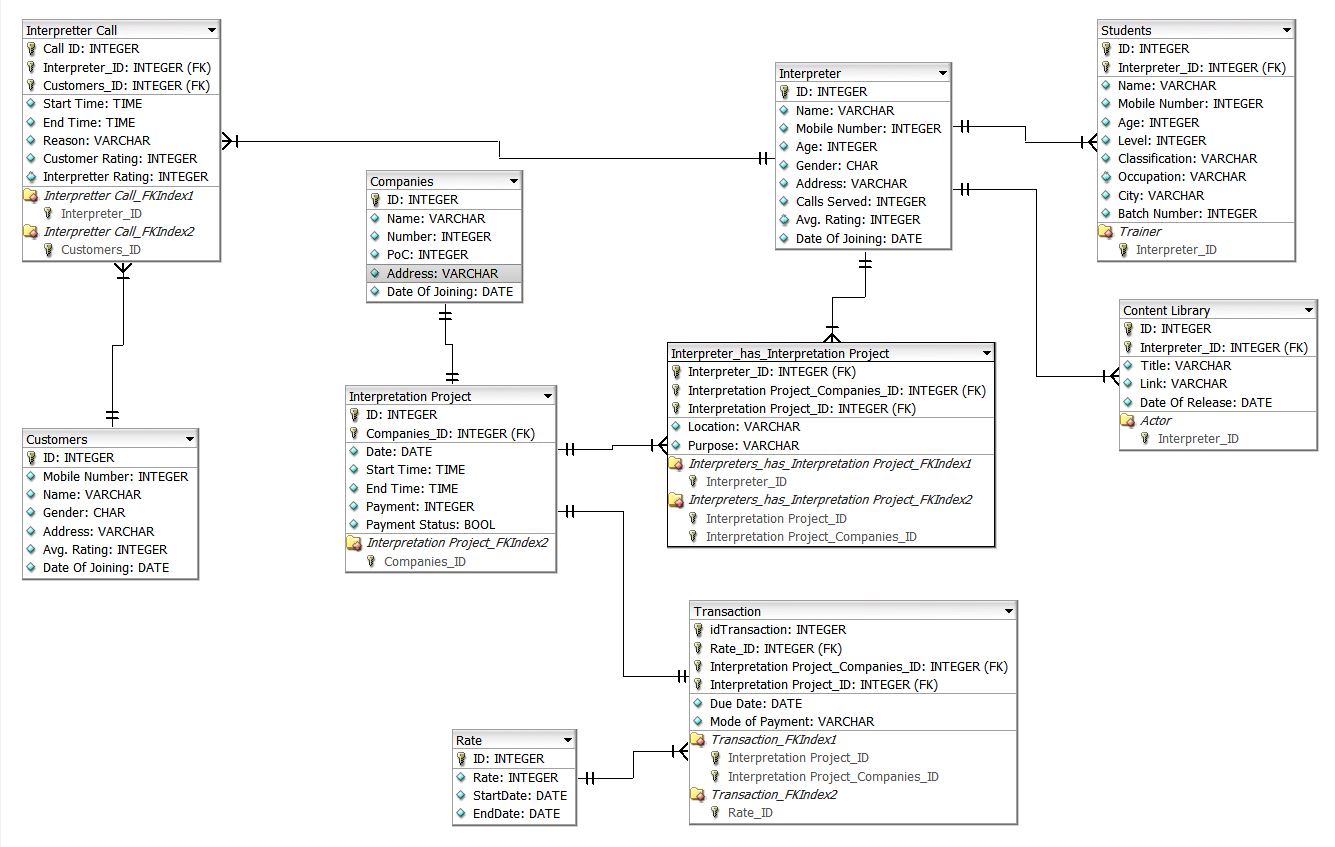 Interpretter Call
Call ID: INTEGER
Interpreter_ID: INTEGER (FK)
Customers_ID: INTEGER (FK)
Start Time: TIME
End Time: TIME
Reason: VARCHAR
Customer Rating: INTEGER
Interpretter Rating: INTEGER
Interpretter Call_FKIndex1
Interpreter_ID
Interpretter Call_FKIndex2
Customers_ID
Companies
ID: INTEGER
Name: VARCHAR
Number: INTEGER
PoC: INTEGER
Address: VARCHAR
Date Of Joining: DATE
Interpreter
ID: INTEGER
Name: VARCHAR
Mobile Number: INTEGER
Age: INTEGER
Gender: CHAR
Address: VARCHAR
Calls Served: INTEGER
Avg. Rating: INTEGER
Date Of Joining: DATE
Students
ID: INTEGER
Interpreter_ID: INTEGER (FK)
Name: VARCHAR
Mobile Number: INTEGER
Age: INTEGER
Level: INTEGER
Classification: VARCHAR
Occupation: VARCHAR
City: VARCHAR
Batch Number: INTEGER
Trainer
Interpreter_ID
Content Library
ID: INTEGER
Interpreter_ID: INTEGER (FK)
Title: VARCHAR
Link: VARCHAR
Date Of Release: DATE
Actor
Interpreter_ID
Interpreter_has_Interpretation Project
Interpreter_ID: INTEGER (FK)
Interpretation Project_Companies_ID: INTEGER (FK)
Interpretation Project_ID: INTEGER (FK)
Location: VARCHAR
Purpose: VARCHAR
Interpreters_has_Interpretation Project_FKIndex1
Interpreter_ID
Interpreters_has_Interpretation Project_FKIndex2
Interpretation Project_ID
Interpretation Project_Companies_ID
Interpretation Project
ID: INTEGER
Companies_ID: INTEGER (FK)
Date: DATE
Start Time: TIME
End Time: TIME
Payment: INTEGER
Payment Status: BOOL
Interpretation Project_FKIndex2
Companies_ID
Customers
ID: INTEGER
Mobile Number: INTEGER
Name: VARCHAR
Gender: CHAR
Address: VARCHAR
Avg. Rating: INTEGER
Date Of Joining: DATE
Transaction
idTransaction: INTEGER
Rate_ID: INTEGER (FK)
Interpretation Project_Companies_ID: INTEGER (FK)
Interpretation Project_ID: INTEGER (FK)
Due Date: DATE
Mode of Payment: VARCHAR
Transaction_FKIndex1
Interpretation Project_ID
Interpretation Project_Companies_ID
Transaction_FKIndex2
Rate_ID
Rate
ID: INTEGER
Rate: INTEGER
StartDate: DATE
EndDate: DATE